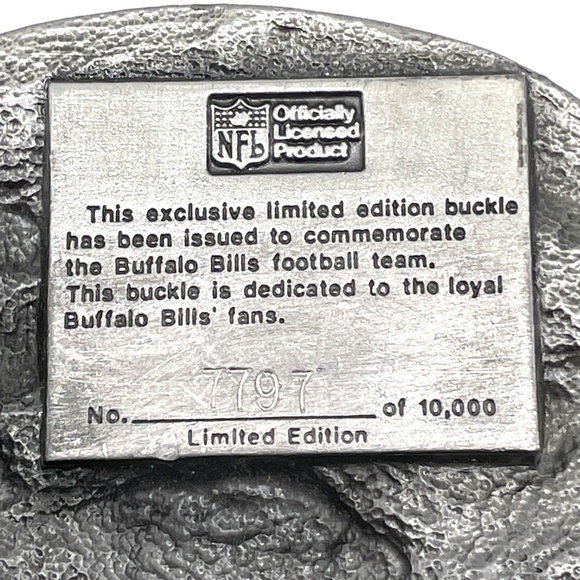 NFL
Officially
Licensed
Product
This exclusive limited edition buckle
has been issued to commemorate
the Buffalo Bills football team.
This buckle is dedicated to the loyal
Buffalo Bills' fans.
No. 7797 of 10,000
Limited Edition